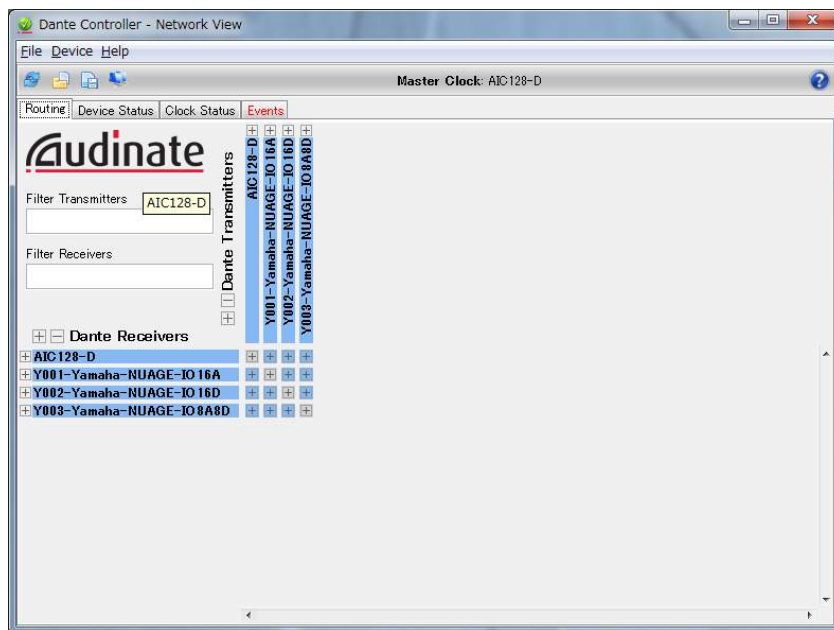 Dante Controller - Network View
File Device Help
Master Clock: AIC128-D
Routing Device Status Clock Status Events
Audinate
Filter Transmitters
AIC128-D
Filter Receivers
Dante Transmitters
AIC128-D
Y001-Yamaha-NUAGE-IO16A
Y002-Yamaha-NUAGE-IO16D
Y003-Yamaha-NUAGE-IO8A8D
Dante Receivers
AIC128-D
Y001-Yamaha-NUAGE-IO16A
Y002-Yamaha-NUAGE-IO16D
Y003-Yamaha-NUAGE-IO8A8D